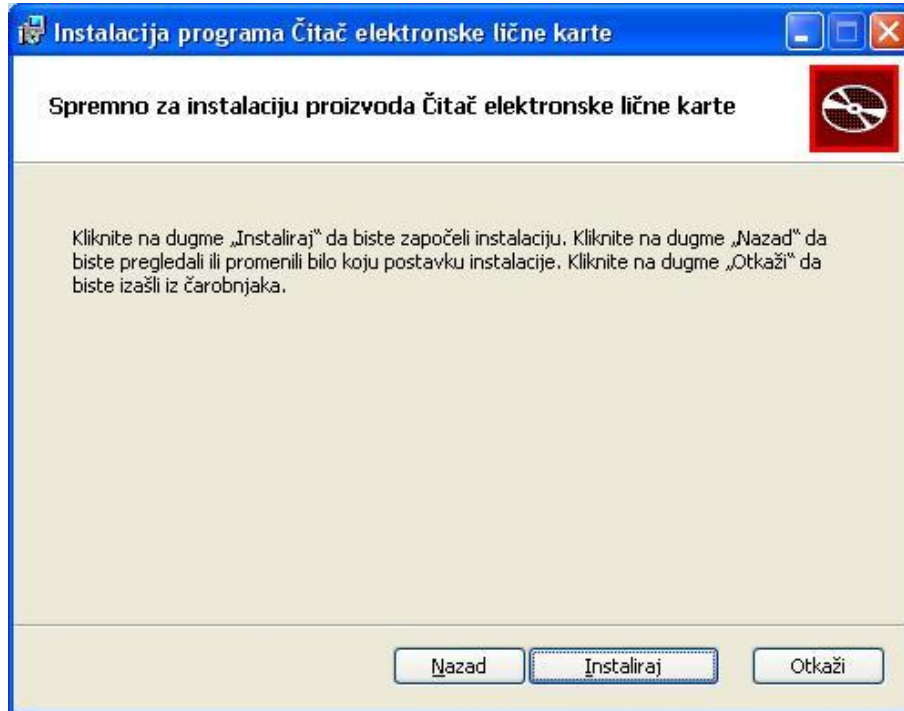 Instalacija programa Čitač elektronske lične karte
Spremno za instalaciju proizvoda Čitač elektronske lične karte
Kliknite na dugme „Instaliraj“ da biste započeli instalaciju. Kliknite na dugme „Nazad“ da
biste pregledali ili promenili bilo koju postavku instalacije. Kliknite na dugme „Otkaži“ da
biste izašli iz čarobnjaka.
Nazad
Instaliraj
Otkaži